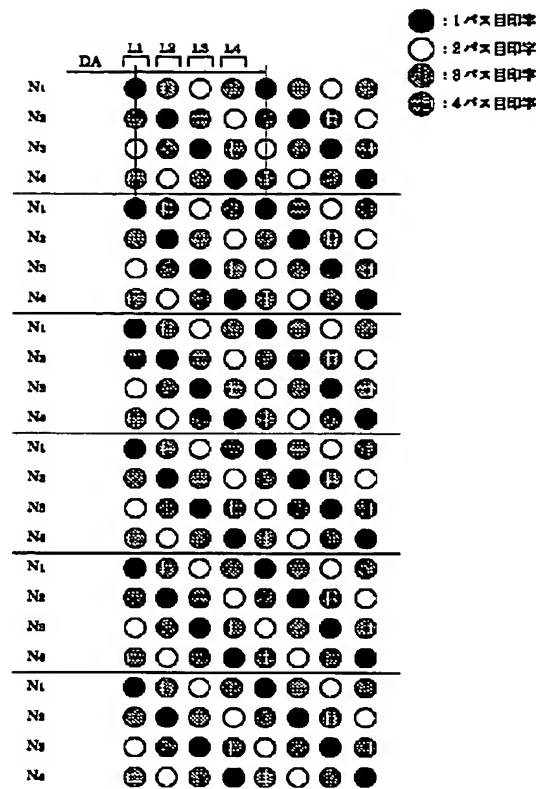 ● : 1パス目印字
○ : 2パス目印字
: 3パス目印字
: 4パス目印字
L1 L2 L3 L4
DA
N₁
N₂
N₃
N₄
N₁
N₂
N₃
N₄
N₁
N₂
N₃
N₄
N₁
N₂
N₃
N₄
N₁
N₂
N₃
N₄
N₁
N₂
N₃
N₄